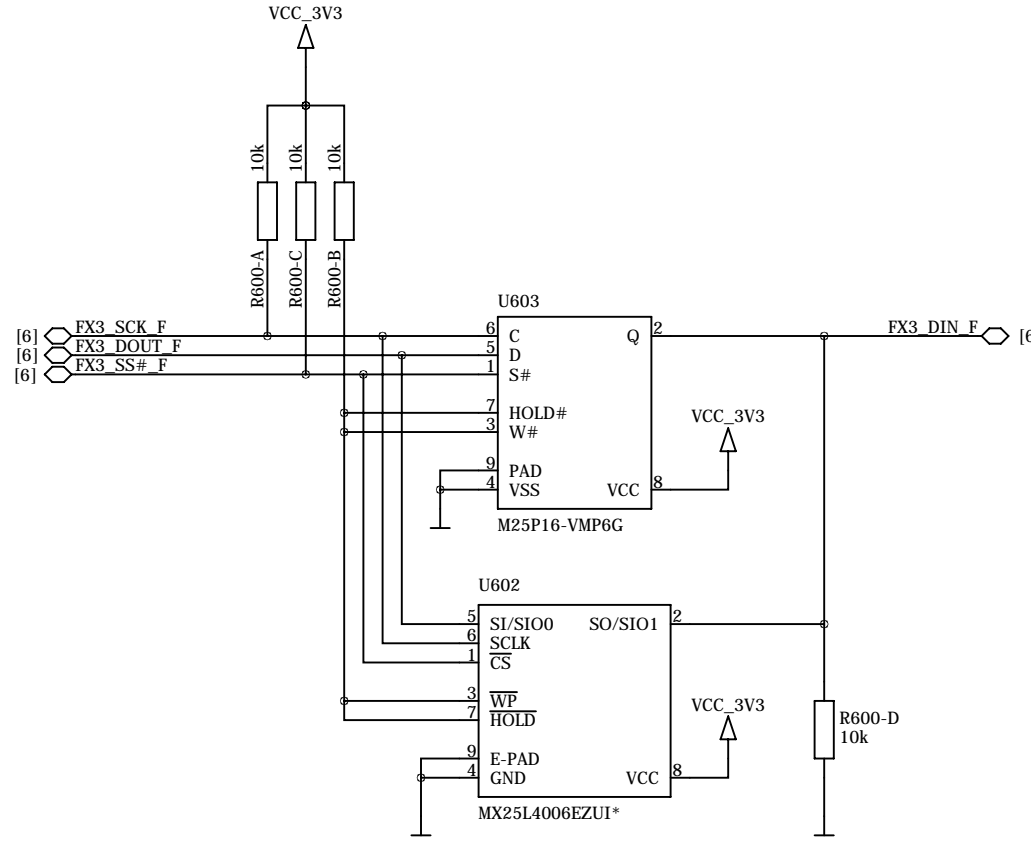 VCC_3V3
10k
10k
10k
R600-A
R600-C
R600-B
U603
[6] FX3_SCK_F 6 C Q 2 FX3_DIN_F [6
[6] FX3_DOUT_F 5 D
[6] FX3_SS#_F 1 S#
7 HOLD#
3 W#
VCC_3V3
9 PAD
4 VSS VCC 8
M25P16-VMP6G
U602
5 SI/SIO0 SO/SIO1 2
6 SCLK
1 CS
3 WP
7 HOLD
VCC_3V3
R600-D
10k
9 E-PAD
4 GND VCC 8
MX25L4006EZUI*